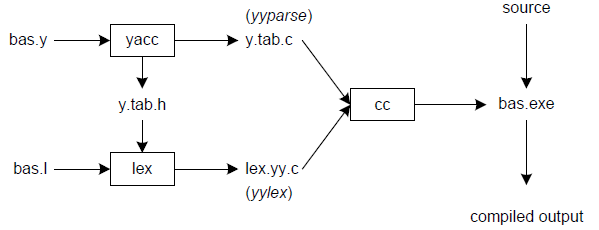 (yyparse)
source
bas.y
yacc
y.tab.c
y.tab.h
cc
bas.exe
bas.l
lex
lex.yy.c
(yylex)
compiled output